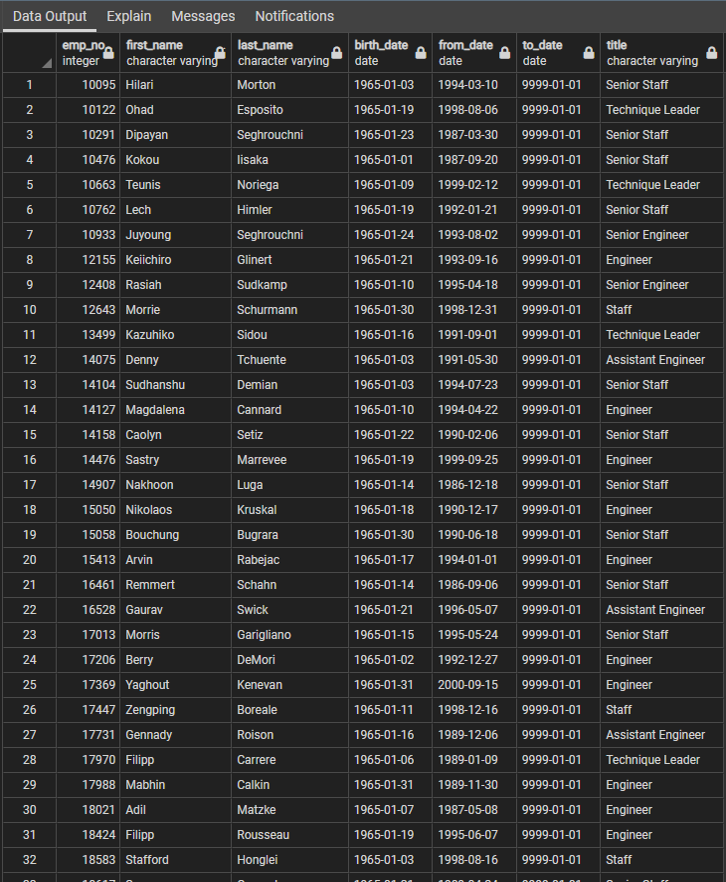 Data Output Explain Messages Notifications
emp_no first_name last_name birth_date from_date to_date title
integer character varying character varying date date date character varying
1 10095 Hilari Morton 1965-01-03 1994-03-10 9999-01-01 Senior Staff
2 10122 Ohad Esposito 1965-01-19 1998-08-06 9999-01-01 Technique Leader
3 10291 Dipayan Seghrouchni 1965-01-23 1987-03-30 9999-01-01 Senior Staff
4 10476 Kokou Iisaka 1965-01-01 1987-09-20 9999-01-01 Senior Staff
5 10663 Teunis Noriega 1965-01-09 1999-02-12 9999-01-01 Technique Leader
6 10762 Lech Himler 1965-01-19 1992-01-21 9999-01-01 Senior Staff
7 10933 Juyoung Seghrouchni 1965-01-24 1993-08-02 9999-01-01 Senior Engineer
8 12155 Keiichiro Glinert 1965-01-21 1993-09-16 9999-01-01 Engineer
9 12408 Rasiah Sudkamp 1965-01-10 1995-04-18 9999-01-01 Senior Engineer
10 12643 Morrie Schurmann 1965-01-30 1998-12-31 9999-01-01 Staff
11 13499 Kazuhiko Sidou 1965-01-16 1991-09-01 9999-01-01 Technique Leader
12 14075 Denny Tchuente 1965-01-03 1991-05-30 9999-01-01 Assistant Engineer
13 14104 Sudhanshu Demian 1965-01-03 1994-07-23 9999-01-01 Senior Staff
14 14127 Magdalena Cannard 1965-01-10 1994-04-22 9999-01-01 Engineer
15 14158 Caolyn Setiz 1965-01-22 1990-02-06 9999-01-01 Senior Staff
16 14476 Sastry Marrevee 1965-01-19 1999-09-25 9999-01-01 Engineer
17 14907 Nakhoon Luga 1965-01-14 1986-12-18 9999-01-01 Senior Staff
18 15050 Nikolaos Kruskal 1965-01-18 1990-12-17 9999-01-01 Engineer
19 15058 Bouchung Bugrara 1965-01-30 1990-06-18 9999-01-01 Senior Staff
20 15413 Arvin Rabejac 1965-01-17 1994-01-01 9999-01-01 Engineer
21 16461 Remmert Schahn 1965-01-14 1986-09-06 9999-01-01 Senior Staff
22 16528 Gaurav Swick 1965-01-21 1996-05-07 9999-01-01 Assistant Engineer
23 17013 Morris Garigliano 1965-01-15 1995-05-24 9999-01-01 Senior Staff
24 17206 Berry DeMori 1965-01-02 1992-12-27 9999-01-01 Engineer
25 17369 Yaghout Kenevan 1965-01-31 2000-09-15 9999-01-01 Engineer
26 17447 Zengping Boreale 1965-01-11 1998-12-16 9999-01-01 Staff
27 17731 Gennady Roison 1965-01-16 1989-12-06 9999-01-01 Assistant Engineer
28 17970 Filipp Carrere 1965-01-06 1989-01-09 9999-01-01 Technique Leader
29 17988 Mabhin Calkin 1965-01-31 1989-11-30 9999-01-01 Engineer
30 18021 Adil Matzke 1965-01-07 1987-05-08 9999-01-01 Engineer
31 18424 Filipp Rousseau 1965-01-19 1995-06-07 9999-01-01 Engineer
32 18583 Stafford Honglei 1965-01-03 1998-08-16 9999-01-01 Staff